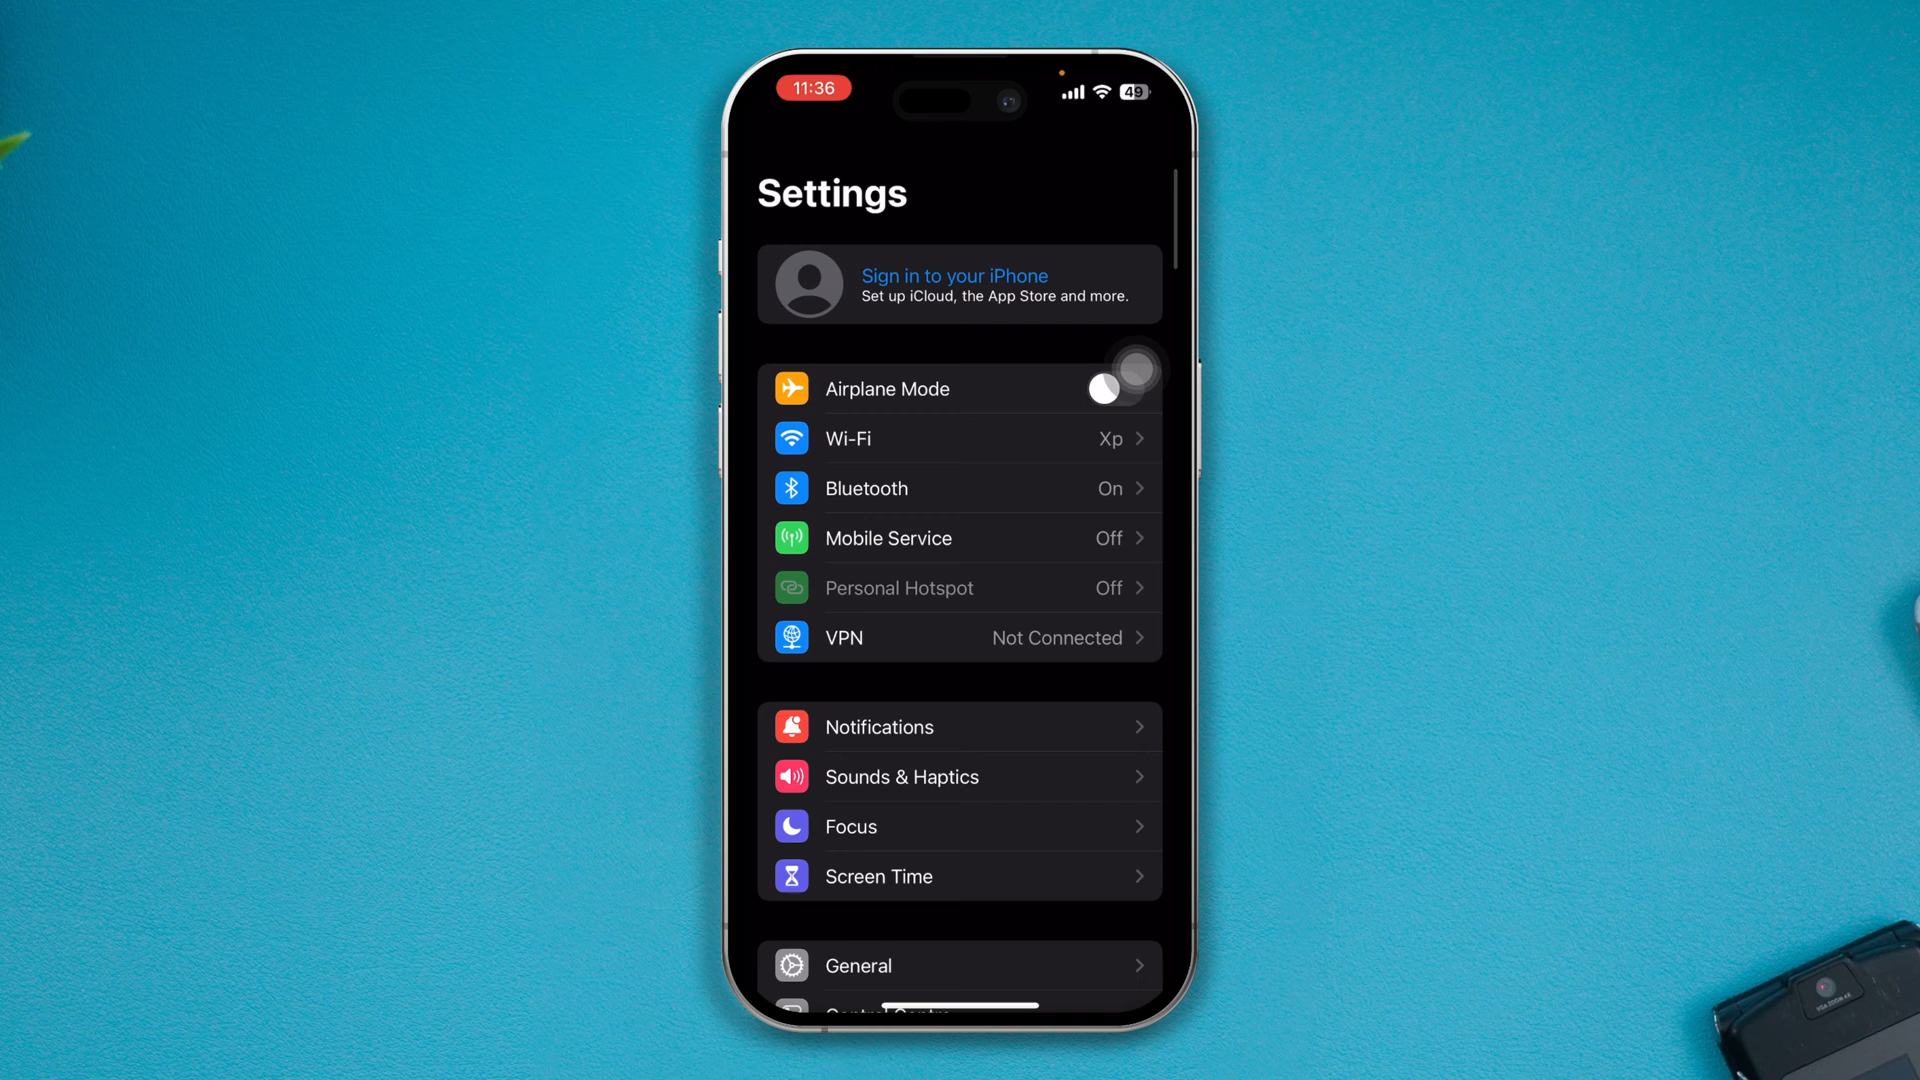 11:36
49
Settings
Sign in to your iPhone
Set up iCloud, the App Store and more.
Airplane Mode
Wi-Fi Xp
Bluetooth On
Mobile Service Off
Personal Hotspot Off
VPN Not Connected
Notifications
Sounds & Haptics
Focus
Screen Time
General
Control Centre